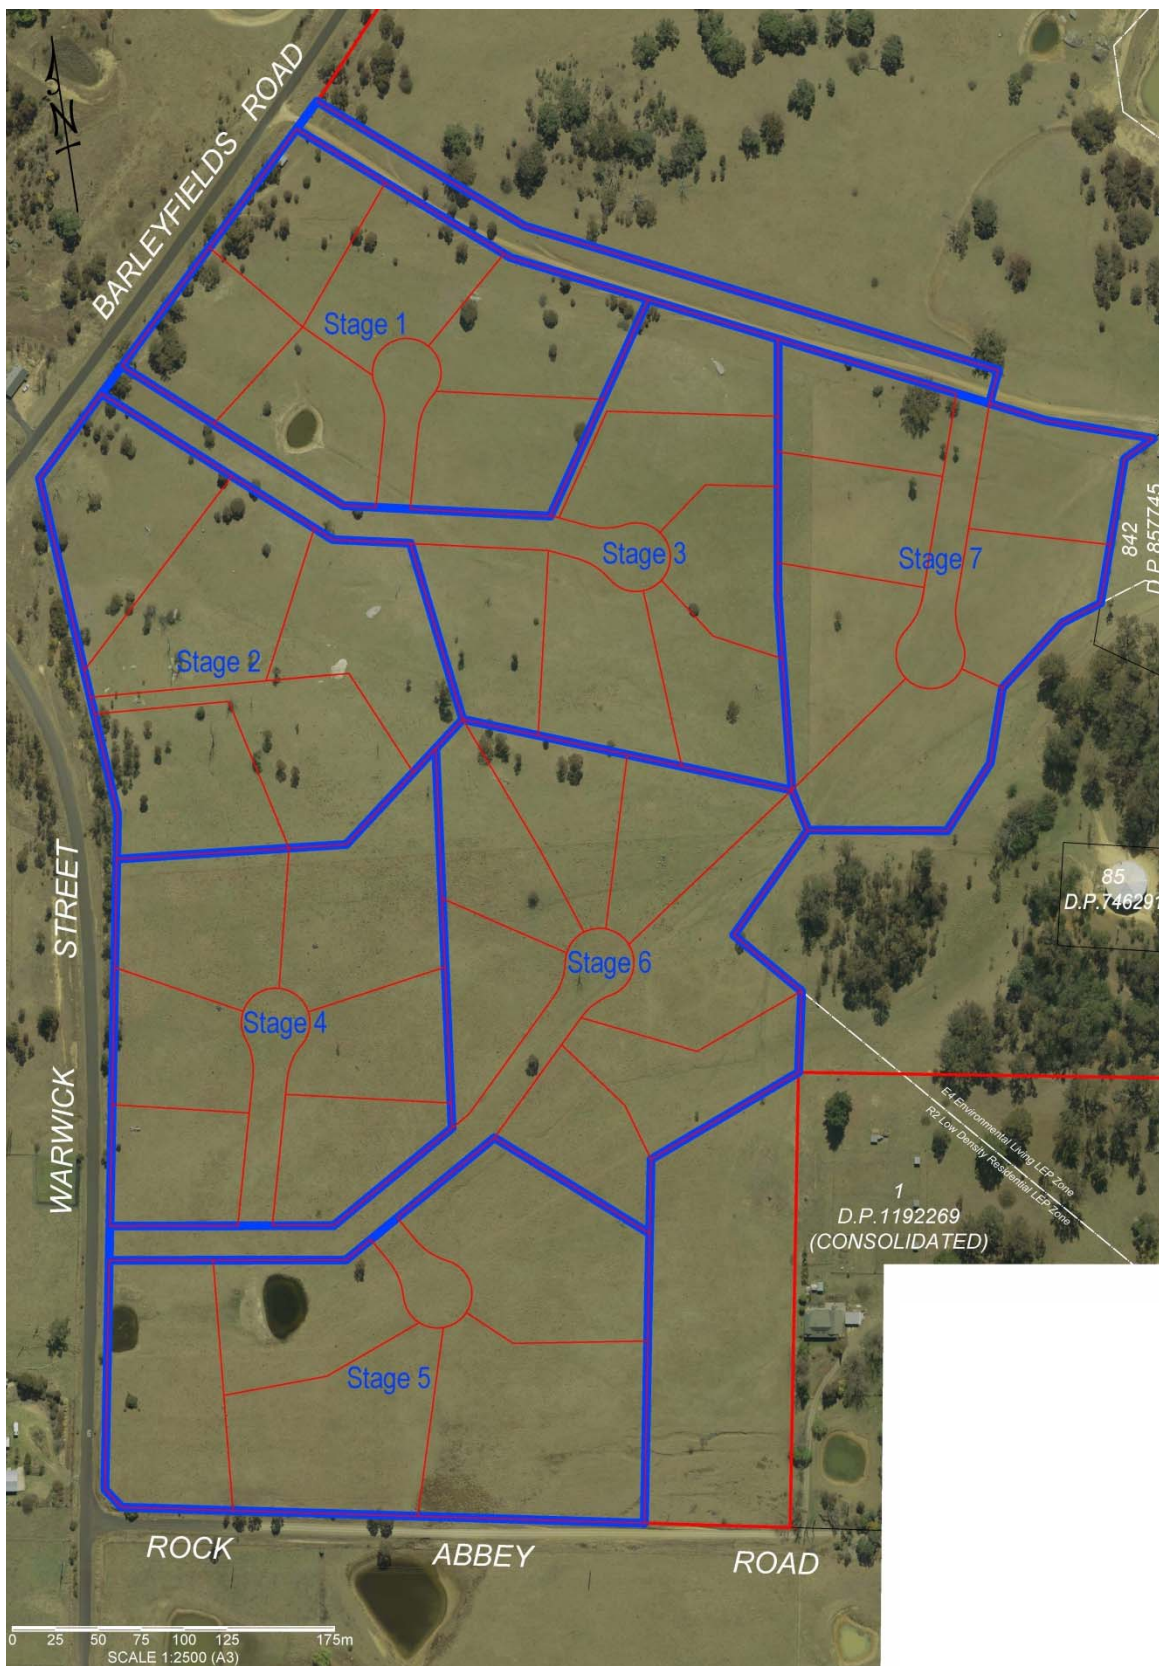 N
BARLEYFIELDS ROAD
Stage 1
Stage 3
Stage 7
842
D.P.857745
Stage 2
85
D.P.746291
WARWICK STREET
Stage 6
Stage 4
E4 Environmental Living LEP Zone
R2 Low Density Residential LEP Zone
1
D.P.1192269
(CONSOLIDATED)
Stage 5
ROCK ABBEY ROAD
0 25 50 75 100 125 175m
SCALE 1:2500 (A3)